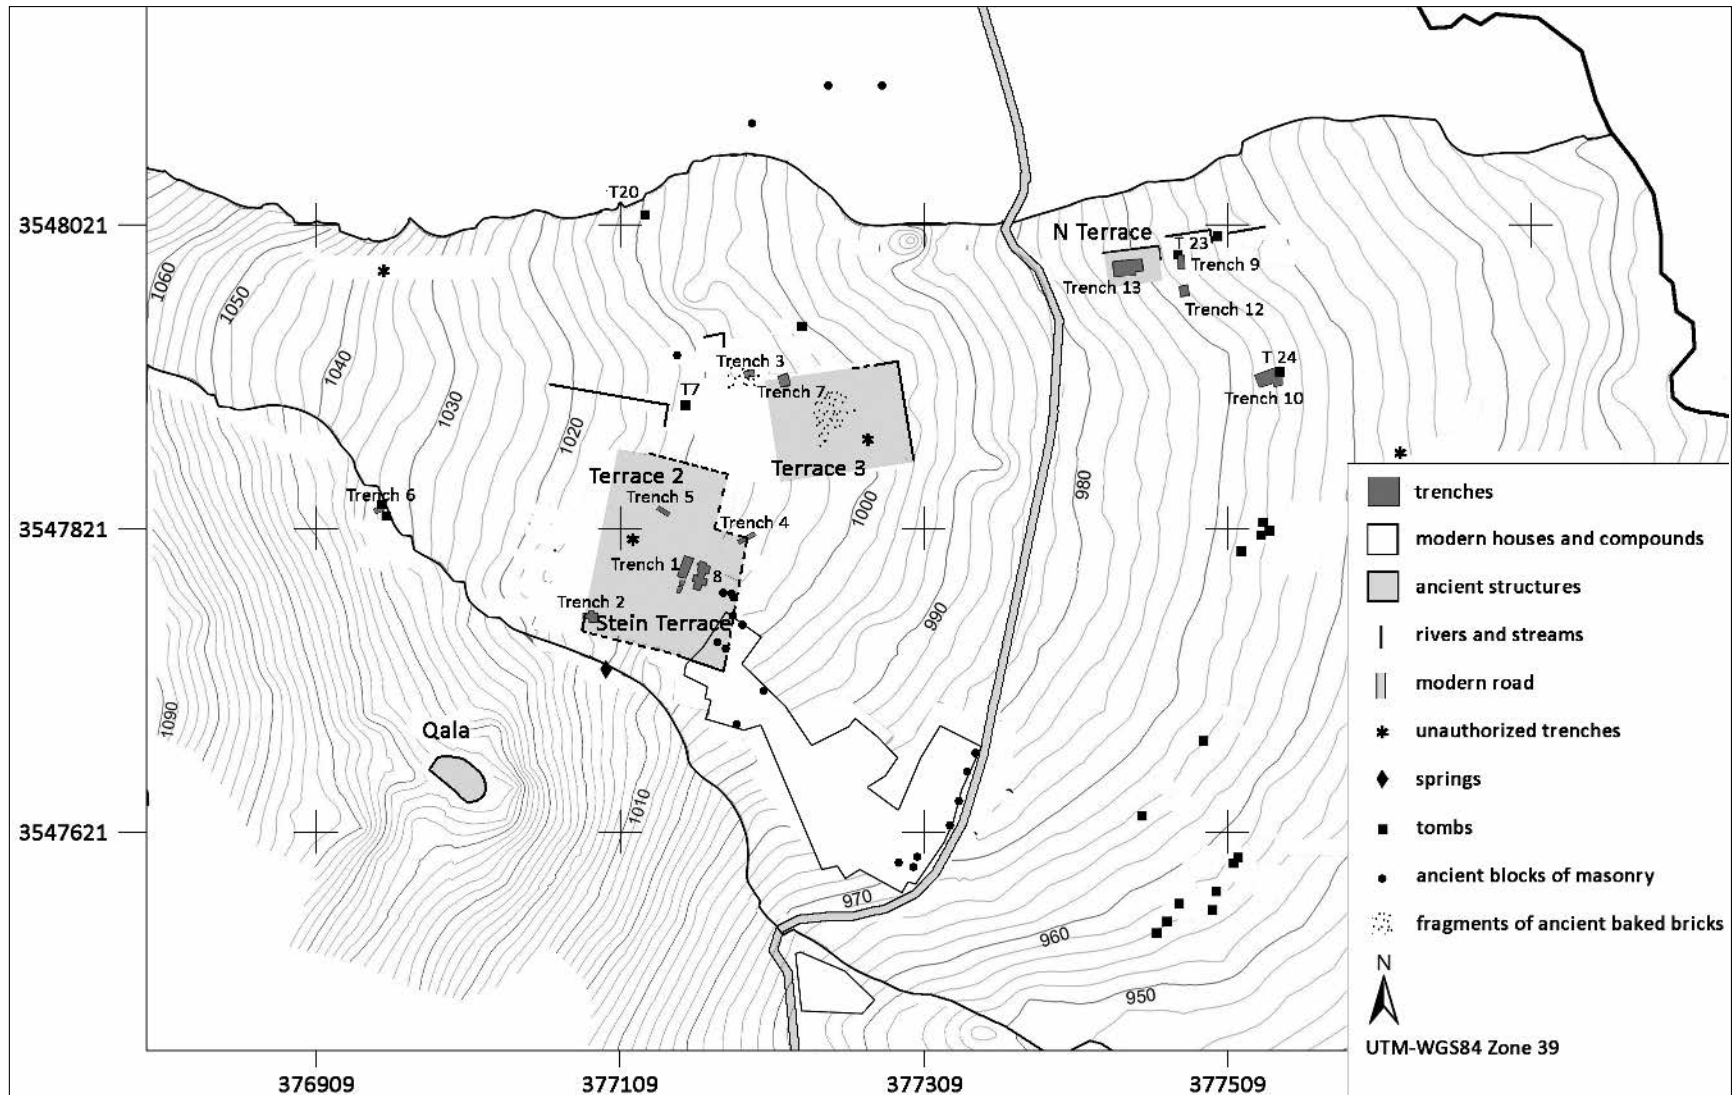 T20
3548021
N Terrace
T 23
Trench 9
Trench 13
Trench 12
1060
1050
1040
1030
1020
Trench 3
Trench 7
T7
T 24
Trench 10
Terrace 3
Terrace 2
Trench 6
Trench 5
Trench 4
1000
980
3547821
Trench 1
8
Trench 2
Stein Terrace
990
1090
Qala
1010
3547621
970
960
950
376909
377109
377309
377509
trenches
modern houses and compounds
ancient structures
rivers and streams
modern road
unauthorized trenches
springs
tombs
ancient blocks of masonry
fragments of ancient baked bricks
N
UTM-WGS84 Zone 39